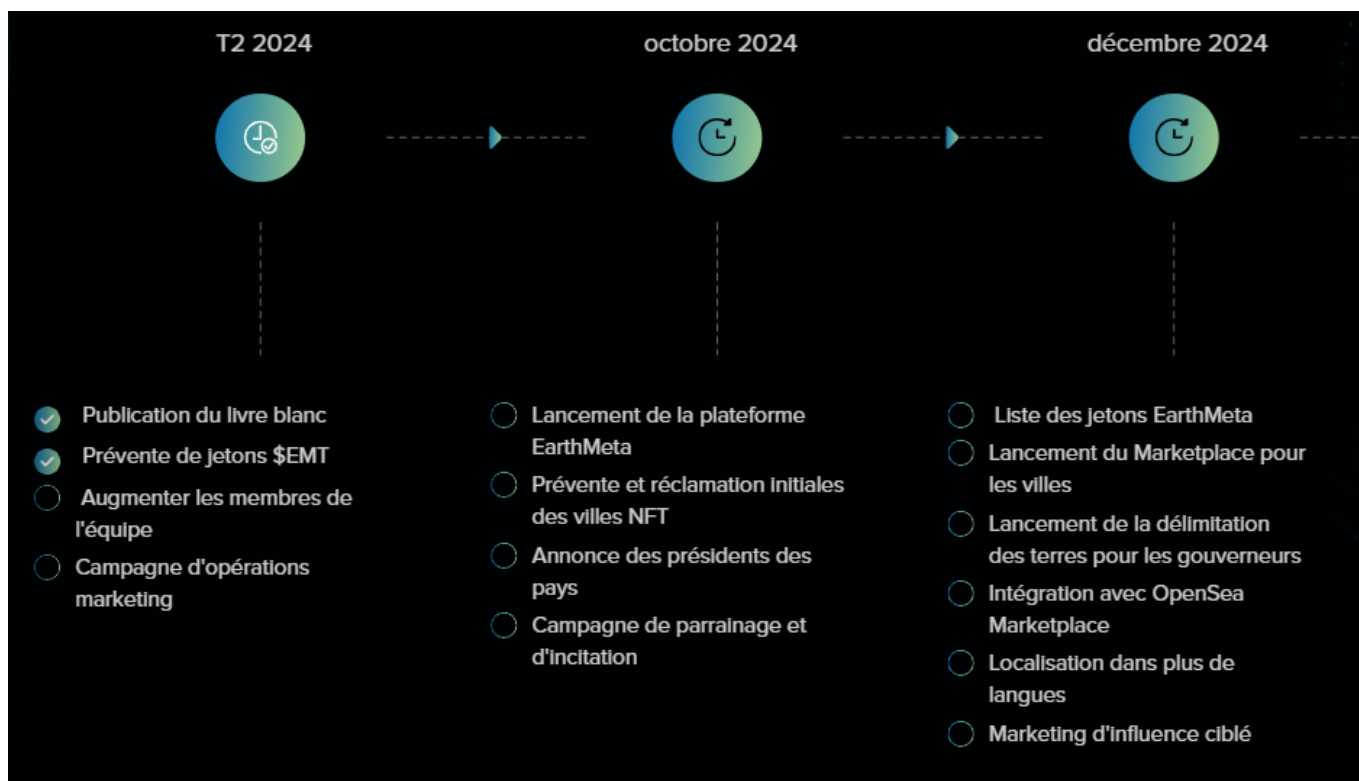 T2 2024
octobre 2024
décembre 2024
Publication du livre blanc
Prévente de jetons $EMT
Augmenter les membres de
l'équipe
Campagne d'opérations
marketing
Lancement de la plateforme
EarthMeta
Prévente et réclamation initiales
des villes NFT
Annonce des présidents des
pays
Campagne de parrainage et
d'incitation
Liste des jetons EarthMeta
Lancement du Marketplace pour
les villes
Lancement de la délimitation
des terres pour les gouverneurs
Intégration avec OpenSea
Marketplace
Localisation dans plus de
langues
Marketing d'influence ciblé